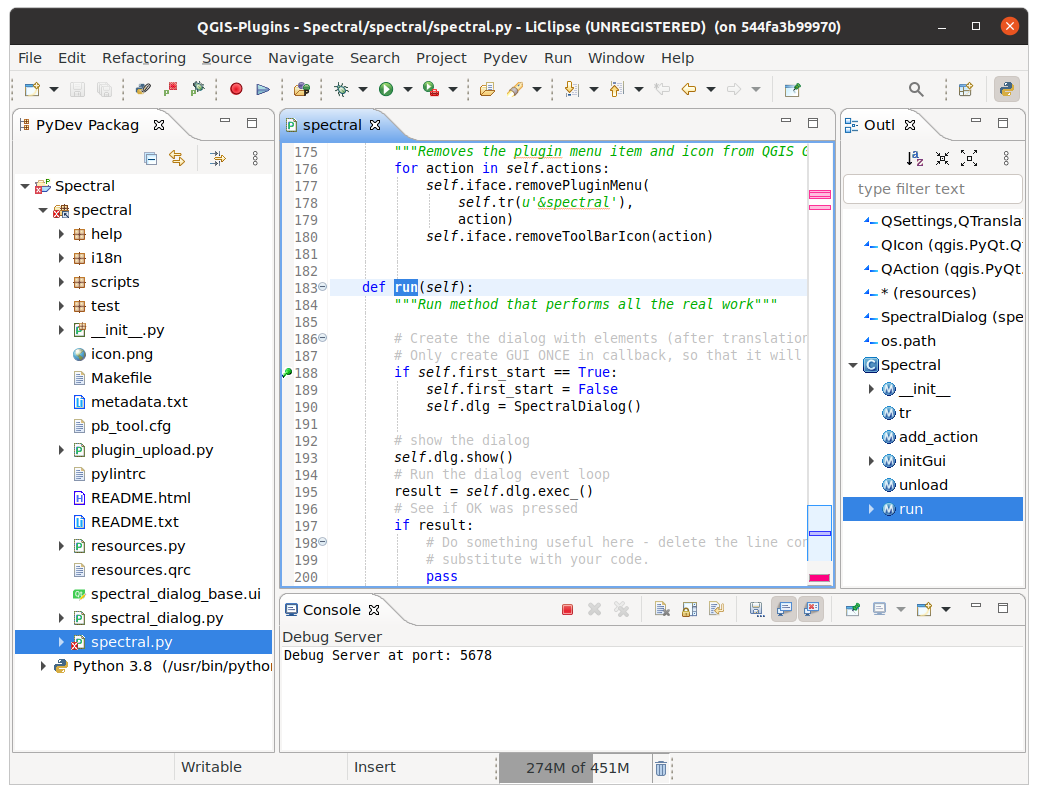 QGIS-Plugins - Spectral/spectral/spectral.py - LiClipse (UNREGISTERED) (on 544fa3b99970)
File Edit Refactoring Source Navigate Search Project Pydev Run Window Help
PyDev Packag
Spectral
spectral
help
i18n
scripts
test
__init__.py
icon.png
Makefile
metadata.txt
pb_tool.cfg
plugin_upload.py
pylintrc
README.html
README.txt
resources.py
resources.qrc
spectral_dialog_base.ui
spectral_dialog.py
spectral.py
Python 3.8 (/usr/bin/pytho
spectral
175 """Removes the plugin menu item and icon from QGIS G
176 for action in self.actions:
177 self.iface.removePluginMenu(
178 self.tr(u'&spectral'),
179 action)
180 self.iface.removeToolBarIcon(action)
181
182
183 def run(self):
184 """Run method that performs all the real work"""
185
186 # Create the dialog with elements (after translation
187 # Only create GUI ONCE in callback, so that it will
188 if self.first_start == True:
189 self.first_start = False
190 self.dlg = SpectralDialog()
191
192 # show the dialog
193 self.dlg.show()
194 # Run the dialog event loop
195 result = self.dlg.exec_()
196 # See if OK was pressed
197 if result:
198 # Do something useful here - delete the line con
199 # substitute with your code.
200 pass
Outl
type filter text
QSettings,QTransla
QIcon (qgis.PyQt.Q
QAction (qgis.PyQt.
* (resources)
SpectralDialog (spe
os.path
Spectral
__init__
tr
add_action
initGui
unload
run
Console
Debug Server
Debug Server at port: 5678
Writable Insert 274M of 451M